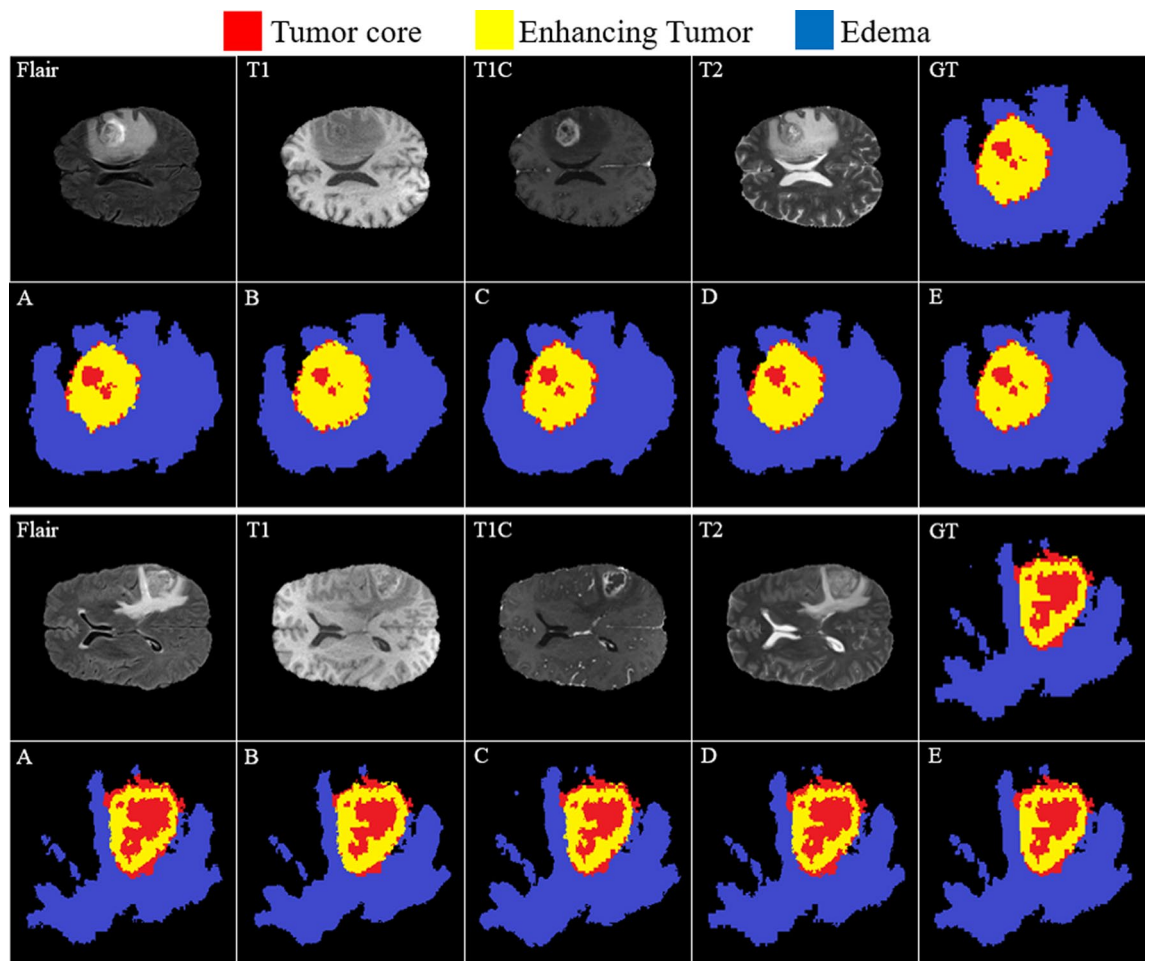 Tumor core Enhancing Tumor Edema
Flair T1 T1C T2 GT
A B C D E
Flair T1 T1C T2 GT
A B C D E